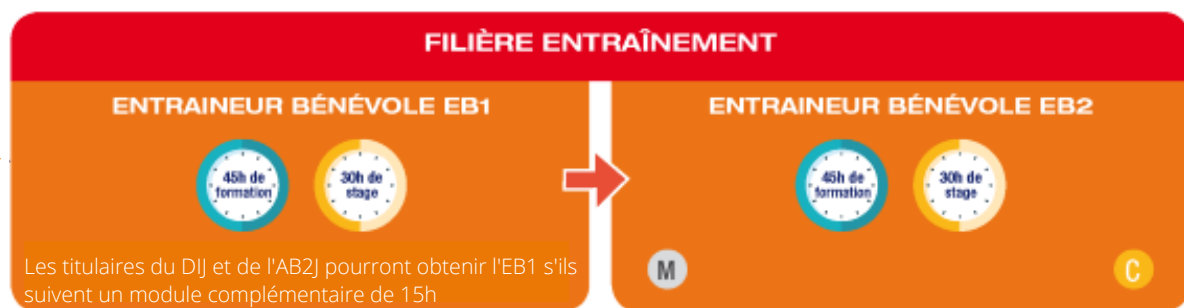 FILIÈRE ENTRAÎNEMENT
ENTRAINEUR BÉNÉVOLE EB1
45h de
formation
30h de
stage
Les titulaires du DIJ et de l'AB2J pourront obtenir l'EB1 s'ils
suivent un module complémentaire de 15h
ENTRAINEUR BÉNÉVOLE EB2
45h de
formation
30h de
stage
M
C